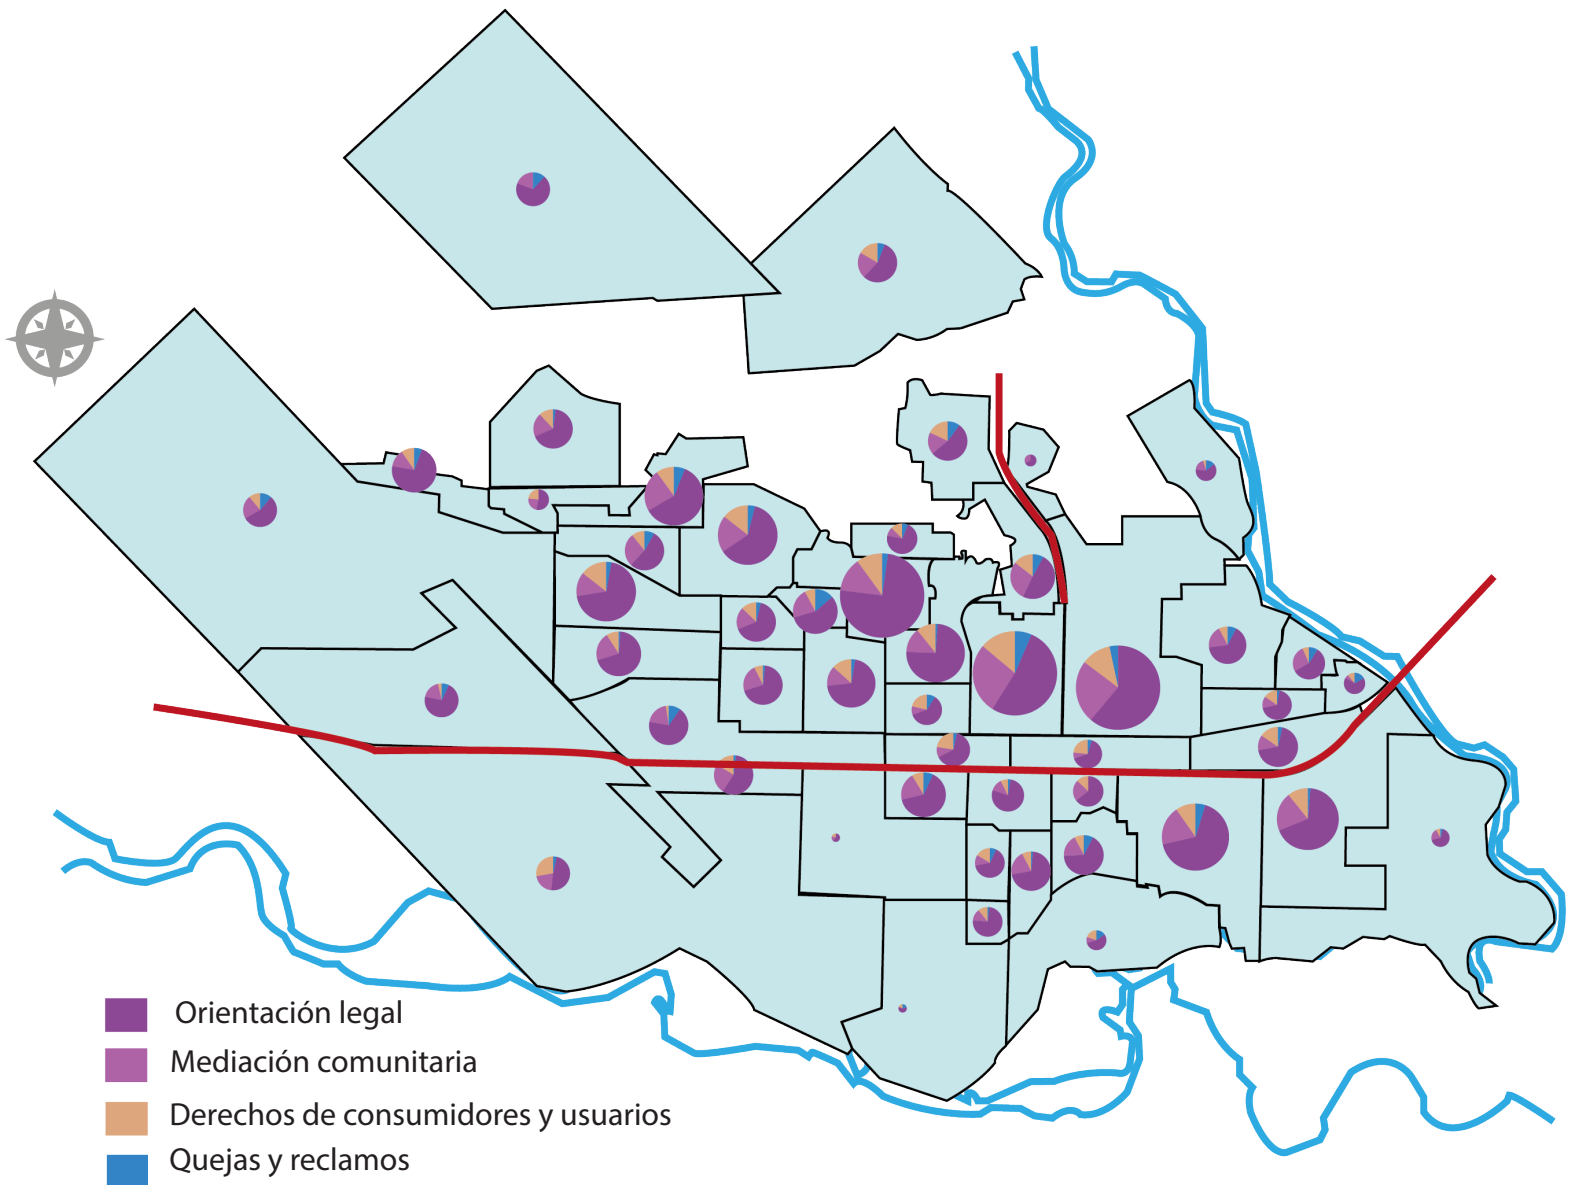 Orientación legal
Mediación comunitaria
Derechos de consumidores y usuarios
Quejas y reclamos